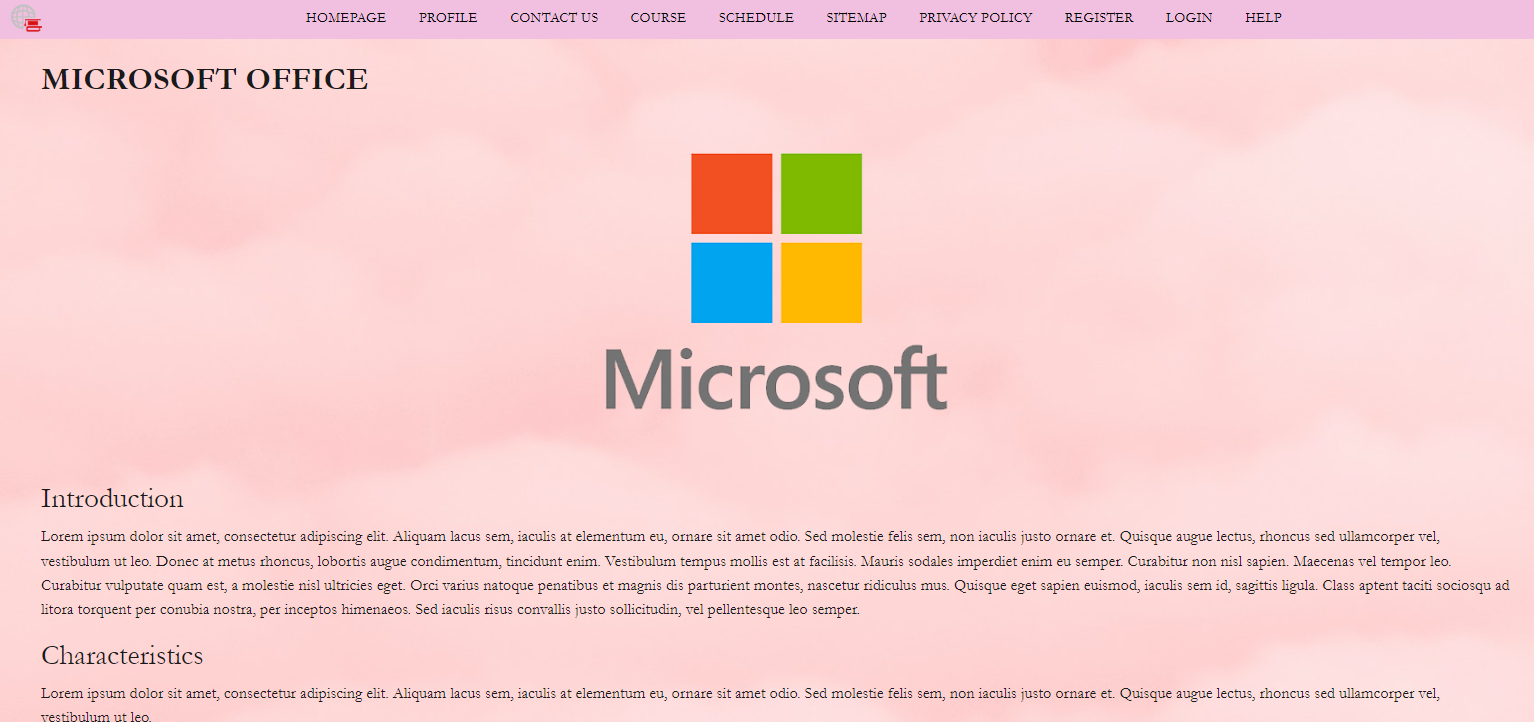 HOMEPAGE PROFILE CONTACT US COURSE SCHEDULE SITEMAP PRIVACY POLICY REGISTER LOGIN HELP
MICROSOFT OFFICE
Microsoft
Introduction
Lorem ipsum dolor sit amet, consectetur adipiscing elit. Aliquam lacus sem, iaculis at elementum eu, ornare sit amet odio. Sed molestie felis sem, non iaculis justo ornare et. Quisque augue lectus, rhoncus sed ullamcorper vel,
vestibulum ut leo. Donec at metus rhoncus, lobortis augue condimentum, tincidunt enim. Vestibulum tempus mollis est at facilisis. Mauris sodales imperdiet enim eu semper. Curabitur non nisl sapien. Maecenas vel tempor leo.
Curabitur vulputate quam est, a molestie nisl ultricies eget. Orci varius natoque penatibus et magnis dis parturient montes, nascetur ridiculus mus. Quisque eget sapien euismod, iaculis sem id, sagittis ligula. Class aptent taciti sociosqu ad
litora torquent per conubia nostra, per inceptos himenaeos. Sed iaculis risus convallis justo sollicitudin, vel pellentesque leo semper.
Characteristics
Lorem ipsum dolor sit amet, consectetur adipiscing elit. Aliquam lacus sem, iaculis at elementum eu, ornare sit amet odio. Sed molestie felis sem, non iaculis justo ornare et. Quisque augue lectus, rhoncus sed ullamcorper vel,
vestibulum ut leo.